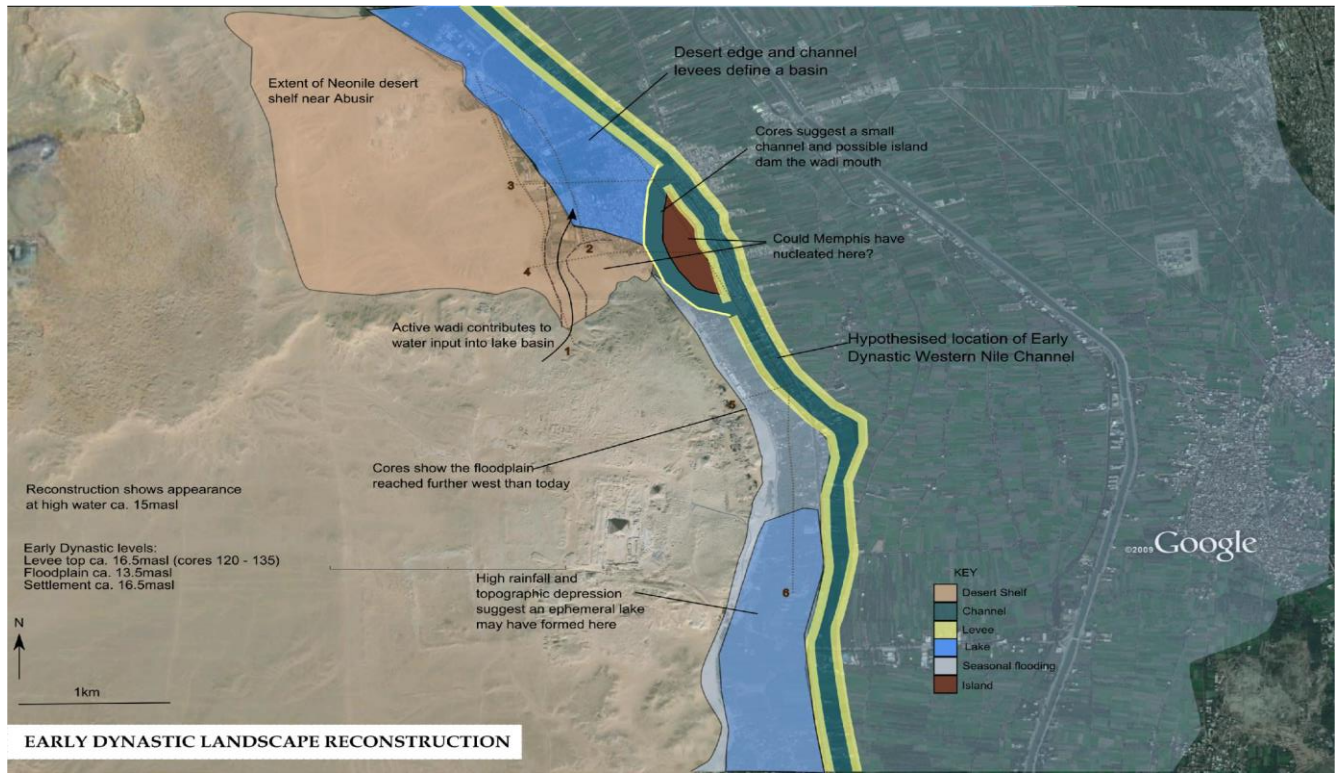 Desert edge and channel
levees define a basin
Extent of Neonile desert
shelf near Abusir
Cores suggest a small
channel and possible island
dam the wadi mouth
3
Could Memphis have
nucleated here?
2
4
Active wadi contributes to
water input into lake basin
1
Hypothesised location of Early
Dynastic Western Nile Channel
5
Cores show the floodplain
reached further west than today
Reconstruction shows appearance
at high water ca. 15masl
Early Dynastic levels:
Levee top ca. 16.5masl (cores 120 - 135)
Floodplain ca. 13.5masl
Settlement ca. 16.5masl
High rainfall and
topographic depression
suggest an ephemeral lake
may have formed here
6
©2009 Google
KEY
Desert Shelf
Channel
Levee
Lake
Seasonal flooding
Island
N
1km
EARLY DYNASTIC LANDSCAPE RECONSTRUCTION